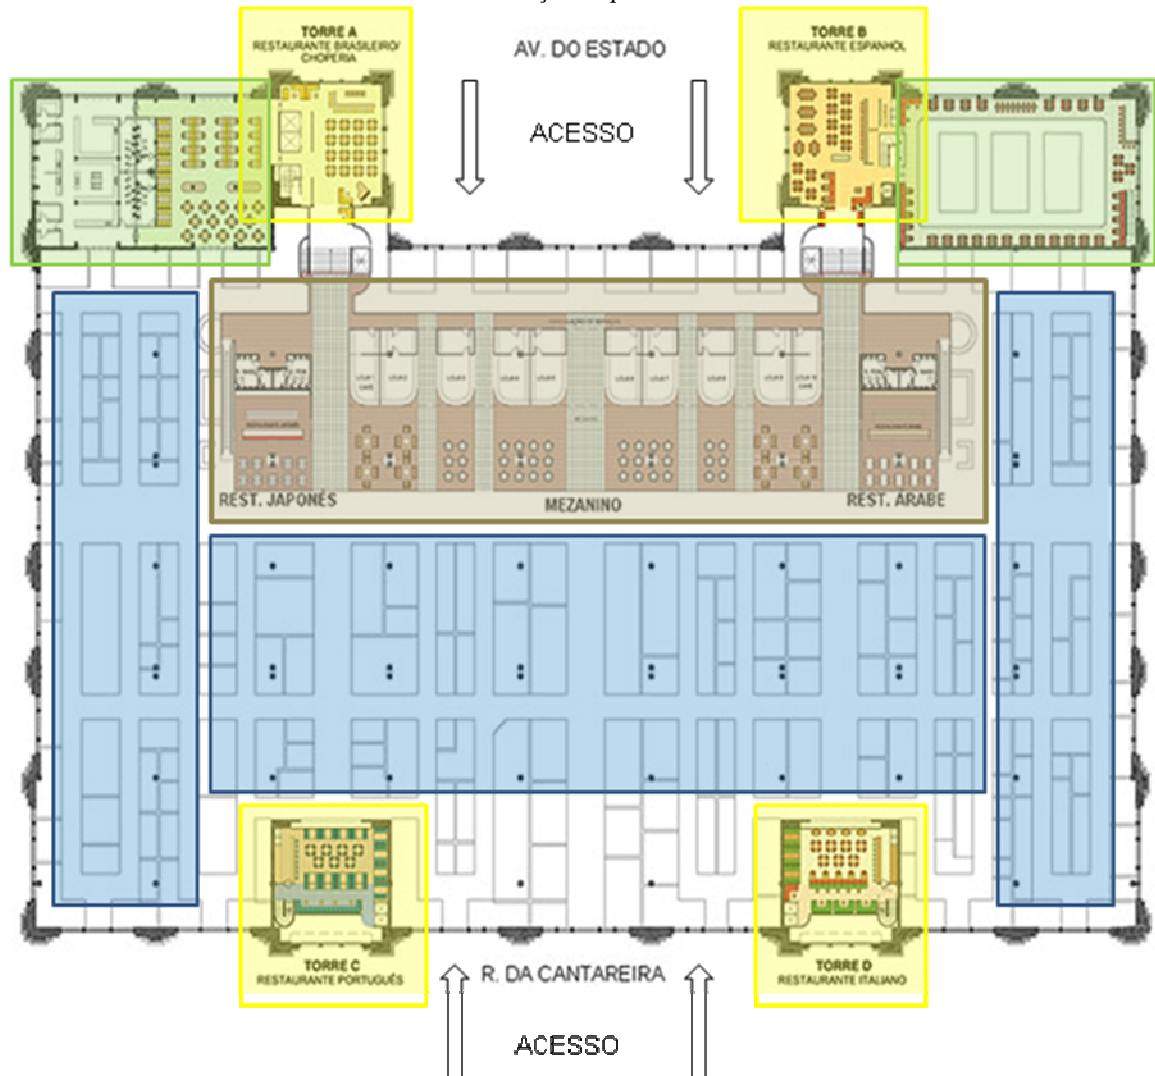 TORRE A
RESTAURANTE BRASILEIRO/
CHOPERIA
AV. DO ESTADO
TORRE B
RESTAURANTE ESPANHOL
ACESSO
REST. JAPONÊS
MEZANINO
REST. ÁRABE
TORRE C
RESTAURANTE PORTUGUÊS
R. DA CANTAREIRA
TORRE D
RESTAURANTE ITALIANO
ACESSO